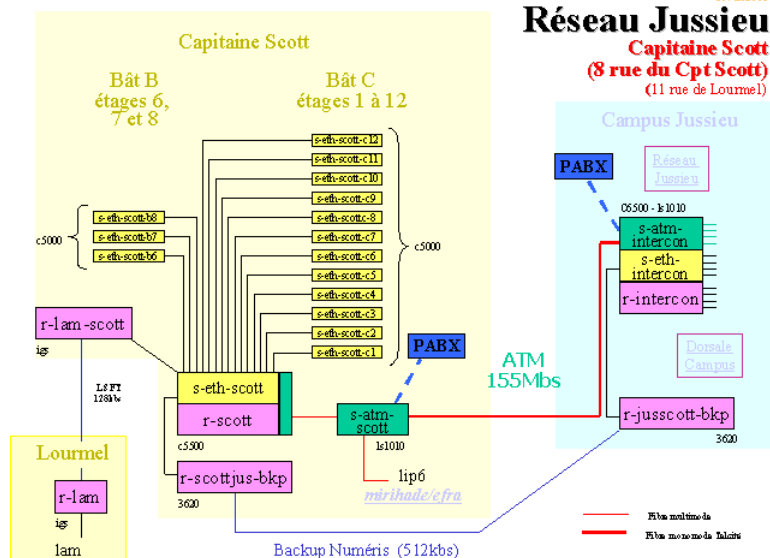 Réseau Jussieu
Capitaine Scott
(8 rue du Cpt Scott)
(11 rue de Lourmel)
Capitaine Scott
Bât B
étages 6,
7 et 8
Bât C
étages 1 à 12
s-eth-scott-c12
s-eth-scott-c11
s-eth-scott-c10
s-eth-scott-c9
s-eth-scott-c-8
s-eth-scott-c7
s-eth-scott-c6
s-eth-scott-c5
s-eth-scott-c4
s-eth-scott-c3
s-eth-scott-c2
s-eth-scott-c1
c5000
s-eth-scott-b8
s-eth-scott-b7
s-eth-scott-b6
c5000
r-lam-scott
igs
LSFT
128kbs
s-eth-scott
r-scott
c5500
r-scottjus-bkp
3620
PABX
s-atm-
scott
ls1010
lip6
mirihade/efra
ATM
155Mbs
Lourmel
r-lam
igs
lam
Backup Numéris (512kbs)
Campus Jussieu
PABX
Réseau
Jussieu
C6500 - ls1010
s-atm-
intercon
s-eth-
intercon
r-intercon
Dorsale
Campus
r-jusscott-bkp
3620
Fibre multimode
Fibre monomode